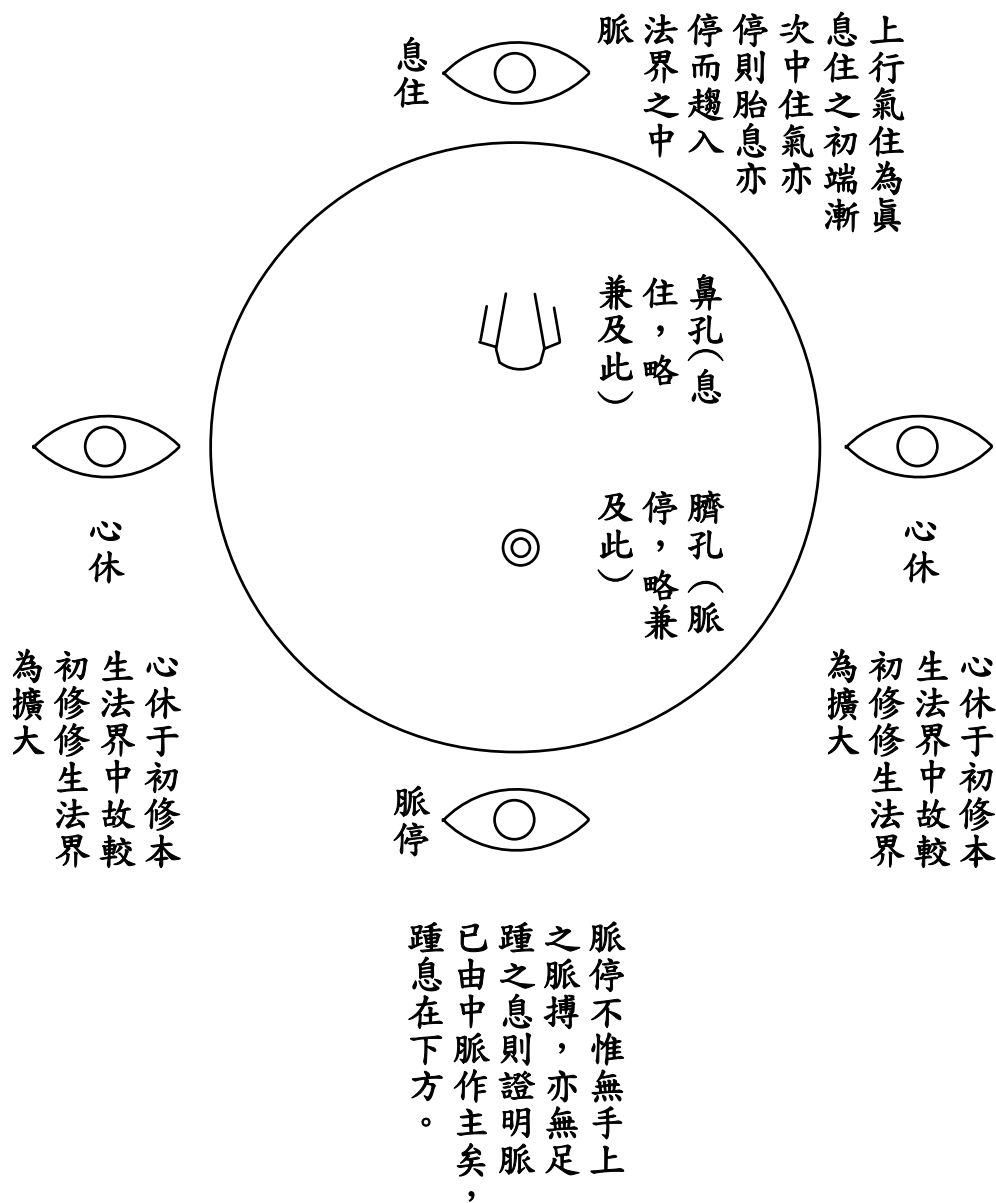 上行氣住為眞
息住之初端漸
次中住氣亦
停則胎息亦
停而趨入
法界之中
脈
息住
鼻孔（息
住，略
兼及此）
臍孔（脈
停，略兼
及此）
心休
心休于初修本
生法界中故較
初修修生法界
為擴大
心休
心休于初修本
生法界中故較
初修修生法界
為擴大
脈停
脈停不惟無手上
之脈搏，亦無足
踵之息則證明脈
已由中脈作主矣，
踵息在下方。